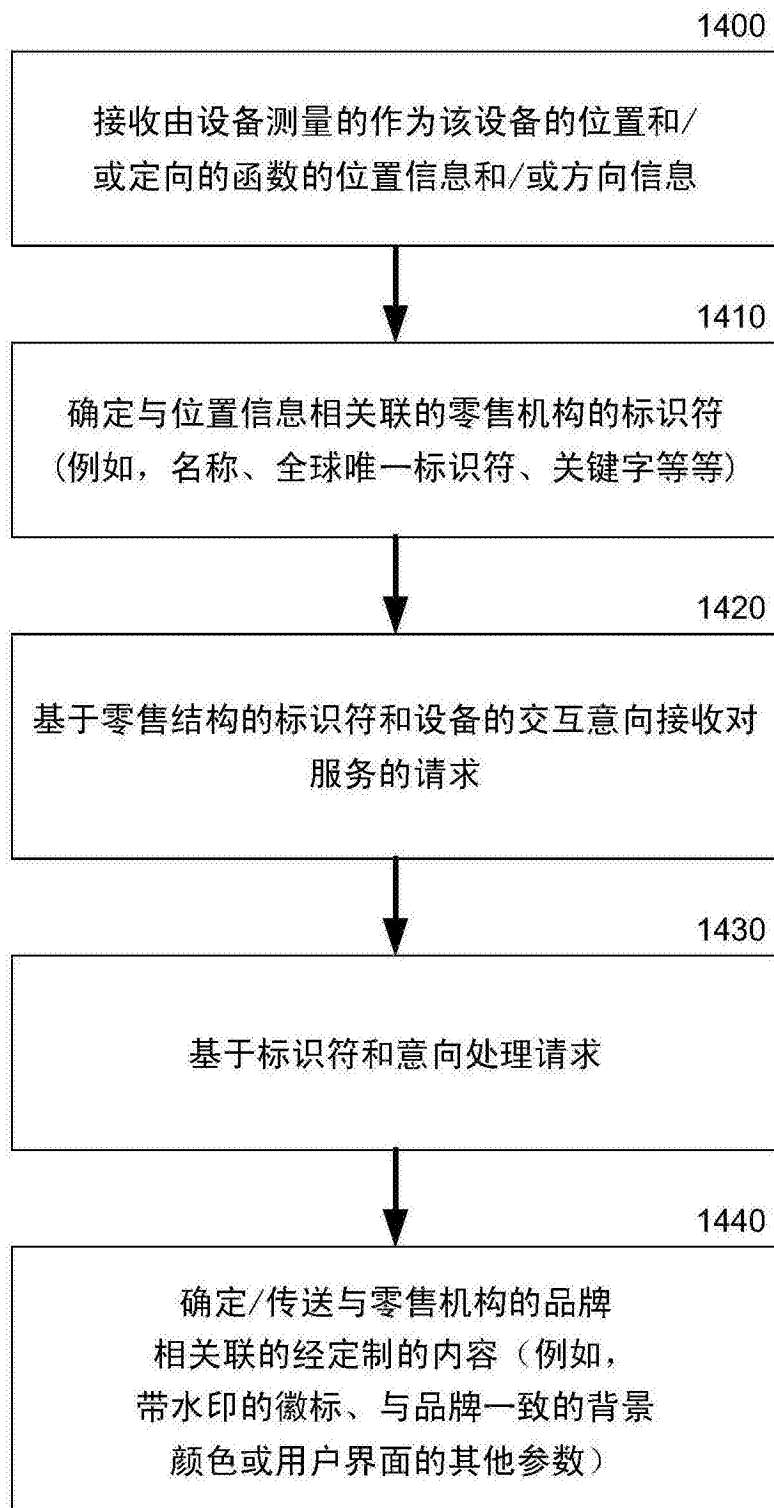 1400
接收由设备测量的作为该设备的位置和/
或定向的函数的位置信息和/或方向信息
1410
确定与位置信息相关联的零售机构的标识符
(例如，名称、全球唯一标识符、关键字等等)
1420
基于零售结构的标识符和设备的交互意向接收对
服务的请求
1430
基于标识符和意向处理请求
1440
确定/传送与零售机构的品牌
相关联的经定制的内容（例如，
带水印的徽标、与品牌一致的背景
颜色或用户界面的其他参数）